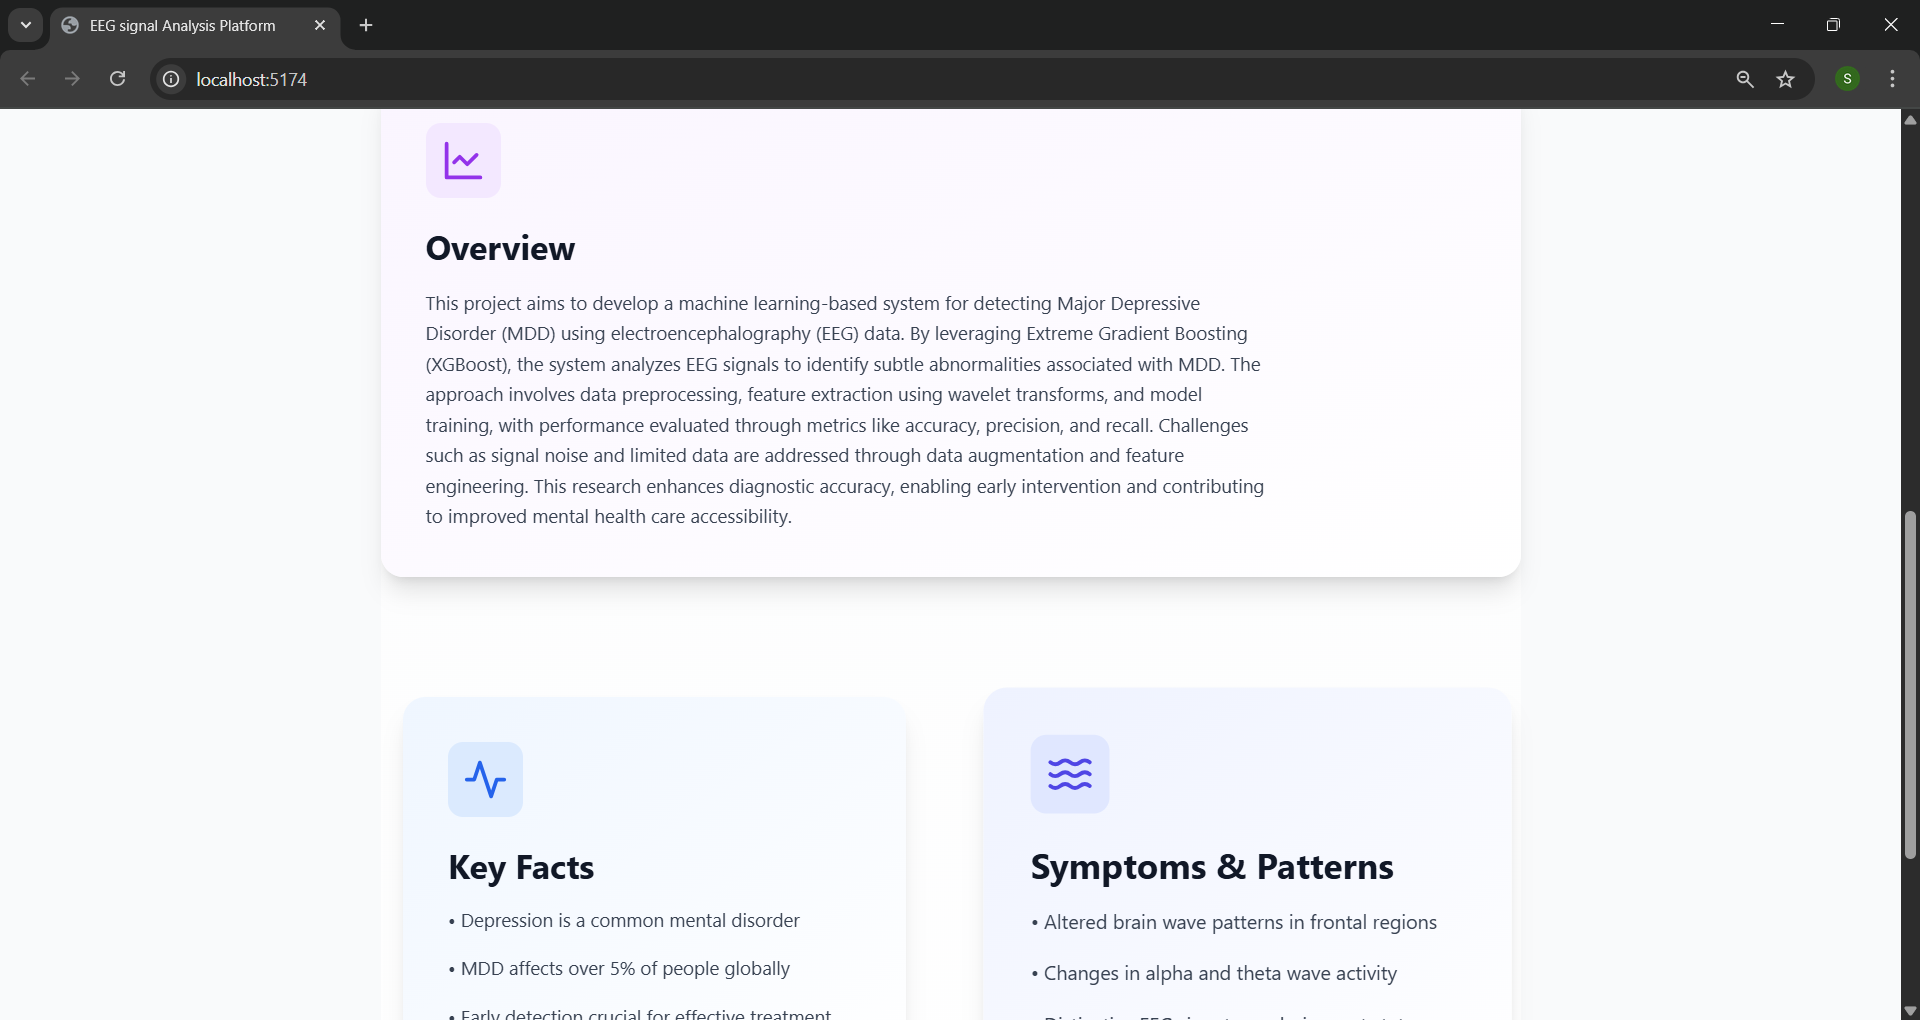 EEG signal Analysis Platform
localhost:5174
S
Overview
This project aims to develop a machine learning-based system for detecting Major Depressive
Disorder (MDD) using electroencephalography (EEG) data. By leveraging Extreme Gradient Boosting
(XGBoost), the system analyzes EEG signals to identify subtle abnormalities associated with MDD. The
approach involves data preprocessing, feature extraction using wavelet transforms, and model
training, with performance evaluated through metrics like accuracy, precision, and recall. Challenges
such as signal noise and limited data are addressed through data augmentation and feature
engineering. This research enhances diagnostic accuracy, enabling early intervention and contributing
to improved mental health care accessibility.
Key Facts
• Depression is a common mental disorder
• MDD affects over 5% of people globally
• Early detection crucial for effective treatment
Symptoms & Patterns
• Altered brain wave patterns in frontal regions
• Changes in alpha and theta wave activity